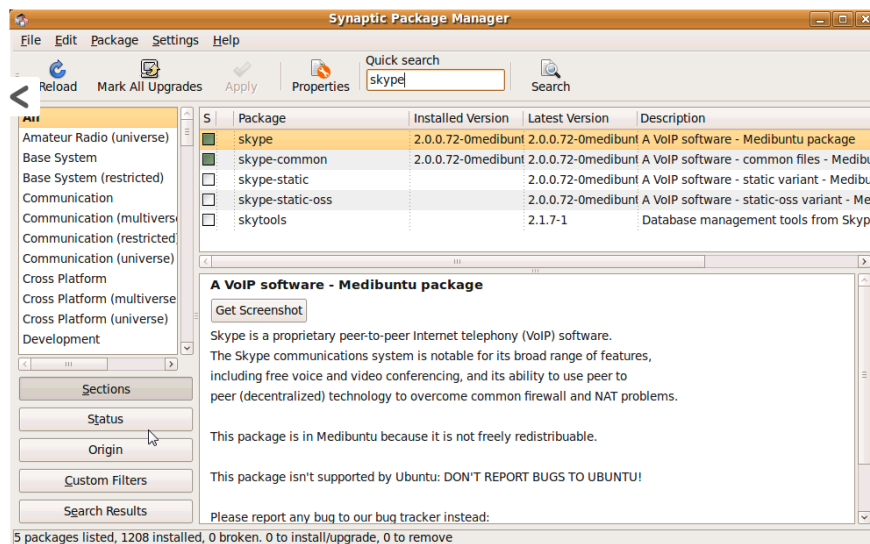 Synaptic Package Manager
File Edit Package Settings Help
Reload Mark All Upgrades Apply Properties Quick search Search
skype
All
Amateur Radio (universe)
Base System
Base System (restricted)
Communication
Communication (multivers
Communication (restricted)
Communication (universe)
Cross Platform
Cross Platform (multiverse
Cross Platform (universe)
Development
Sections
Status
Origin
Custom Filters
Search Results
S Package Installed Version Latest Version Description
skype 2.0.0.72-0medibunt 2.0.0.72-0medibunt A VoIP software - Medibuntu package
skype-common 2.0.0.72-0medibunt 2.0.0.72-0medibunt A VoIP software - common files - Medibu
skype-static 2.0.0.72-0medibunt A VoIP software - static variant - Medibu
skype-static-oss 2.0.0.72-0medibunt A VoIP software - static-oss variant - Me
skytools 2.1.7-1 Database management tools from Skyp
A VoIP software - Medibuntu package
Get Screenshot
Skype is a proprietary peer-to-peer Internet telephony (VoIP) software.
The Skype communications system is notable for its broad range of features,
including free voice and video conferencing, and its ability to use peer to
peer (decentralized) technology to overcome common firewall and NAT problems.
This package is in Medibuntu because it is not freely redistribuable.
This package isn't supported by Ubuntu: DON'T REPORT BUGS TO UBUNTU!
Please report any bug to our bug tracker instead:
5 packages listed, 1208 installed, 0 broken. 0 to install/upgrade, 0 to remove